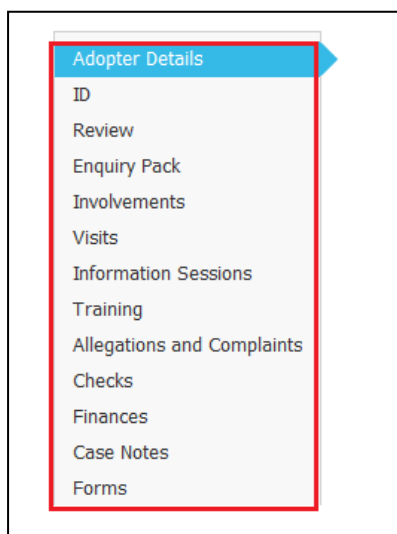 Adopter Details
ID
Review
Enquiry Pack
Involvements
Visits
Information Sessions
Training
Allegations and Complaints
Checks
Finances
Case Notes
Forms